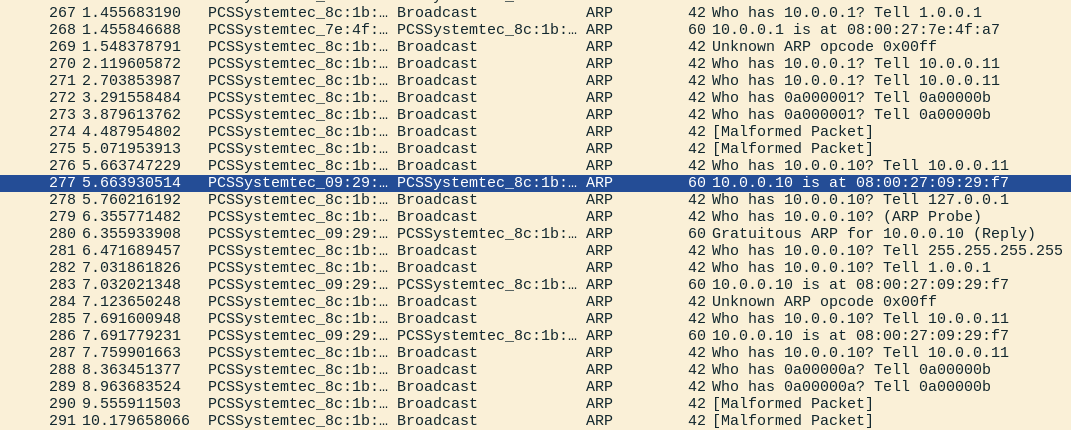 267 1.455683190 PCSSystemtec_8c:1b:… Broadcast ARP 42 Who has 10.0.0.1? Tell 1.0.0.1
268 1.455846688 PCSSystemtec_7e:4f:… PCSSystemtec_8c:1b:… ARP 60 10.0.0.1 is at 08:00:27:7e:4f:a7
269 1.548378791 PCSSystemtec_8c:1b:… Broadcast ARP 42 Unknown ARP opcode 0x00ff
270 2.119605872 PCSSystemtec_8c:1b:… Broadcast ARP 42 Who has 10.0.0.1? Tell 10.0.0.11
271 2.703853987 PCSSystemtec_8c:1b:… Broadcast ARP 42 Who has 10.0.0.1? Tell 10.0.0.11
272 3.291558484 PCSSystemtec_8c:1b:… Broadcast ARP 42 Who has 0a000001? Tell 0a00000b
273 3.879613762 PCSSystemtec_8c:1b:… Broadcast ARP 42 Who has 0a000001? Tell 0a00000b
274 4.487954802 PCSSystemtec_8c:1b:… Broadcast ARP 42 [Malformed Packet]
275 5.071953913 PCSSystemtec_8c:1b:… Broadcast ARP 42 [Malformed Packet]
276 5.663747229 PCSSystemtec_8c:1b:… Broadcast ARP 42 Who has 10.0.0.10? Tell 10.0.0.11
277 5.663930514 PCSSystemtec_09:29:… PCSSystemtec_8c:1b:… ARP 60 10.0.0.10 is at 08:00:27:09:29:f7
278 5.760216192 PCSSystemtec_8c:1b:… Broadcast ARP 42 Who has 10.0.0.10? Tell 127.0.0.1
279 6.355771482 PCSSystemtec_8c:1b:… Broadcast ARP 42 Who has 10.0.0.10? (ARP Probe)
280 6.355933908 PCSSystemtec_09:29:… PCSSystemtec_8c:1b:… ARP 60 Gratuitous ARP for 10.0.0.10 (Reply)
281 6.471689457 PCSSystemtec_8c:1b:… Broadcast ARP 42 Who has 10.0.0.10? Tell 255.255.255.255
282 7.031861826 PCSSystemtec_8c:1b:… Broadcast ARP 42 Who has 10.0.0.10? Tell 1.0.0.1
283 7.032021348 PCSSystemtec_09:29:… PCSSystemtec_8c:1b:… ARP 60 10.0.0.10 is at 08:00:27:09:29:f7
284 7.123650248 PCSSystemtec_8c:1b:… Broadcast ARP 42 Unknown ARP opcode 0x00ff
285 7.691600948 PCSSystemtec_8c:1b:… Broadcast ARP 42 Who has 10.0.0.10? Tell 10.0.0.11
286 7.691779231 PCSSystemtec_09:29:… PCSSystemtec_8c:1b:… ARP 60 10.0.0.10 is at 08:00:27:09:29:f7
287 7.759901663 PCSSystemtec_8c:1b:… Broadcast ARP 42 Who has 10.0.0.10? Tell 10.0.0.11
288 8.363451377 PCSSystemtec_8c:1b:… Broadcast ARP 42 Who has 0a00000a? Tell 0a00000b
289 8.963683524 PCSSystemtec_8c:1b:… Broadcast ARP 42 Who has 0a00000a? Tell 0a00000b
290 9.555911503 PCSSystemtec_8c:1b:… Broadcast ARP 42 [Malformed Packet]
291 10.179658066 PCSSystemtec_8c:1b:… Broadcast ARP 42 [Malformed Packet]